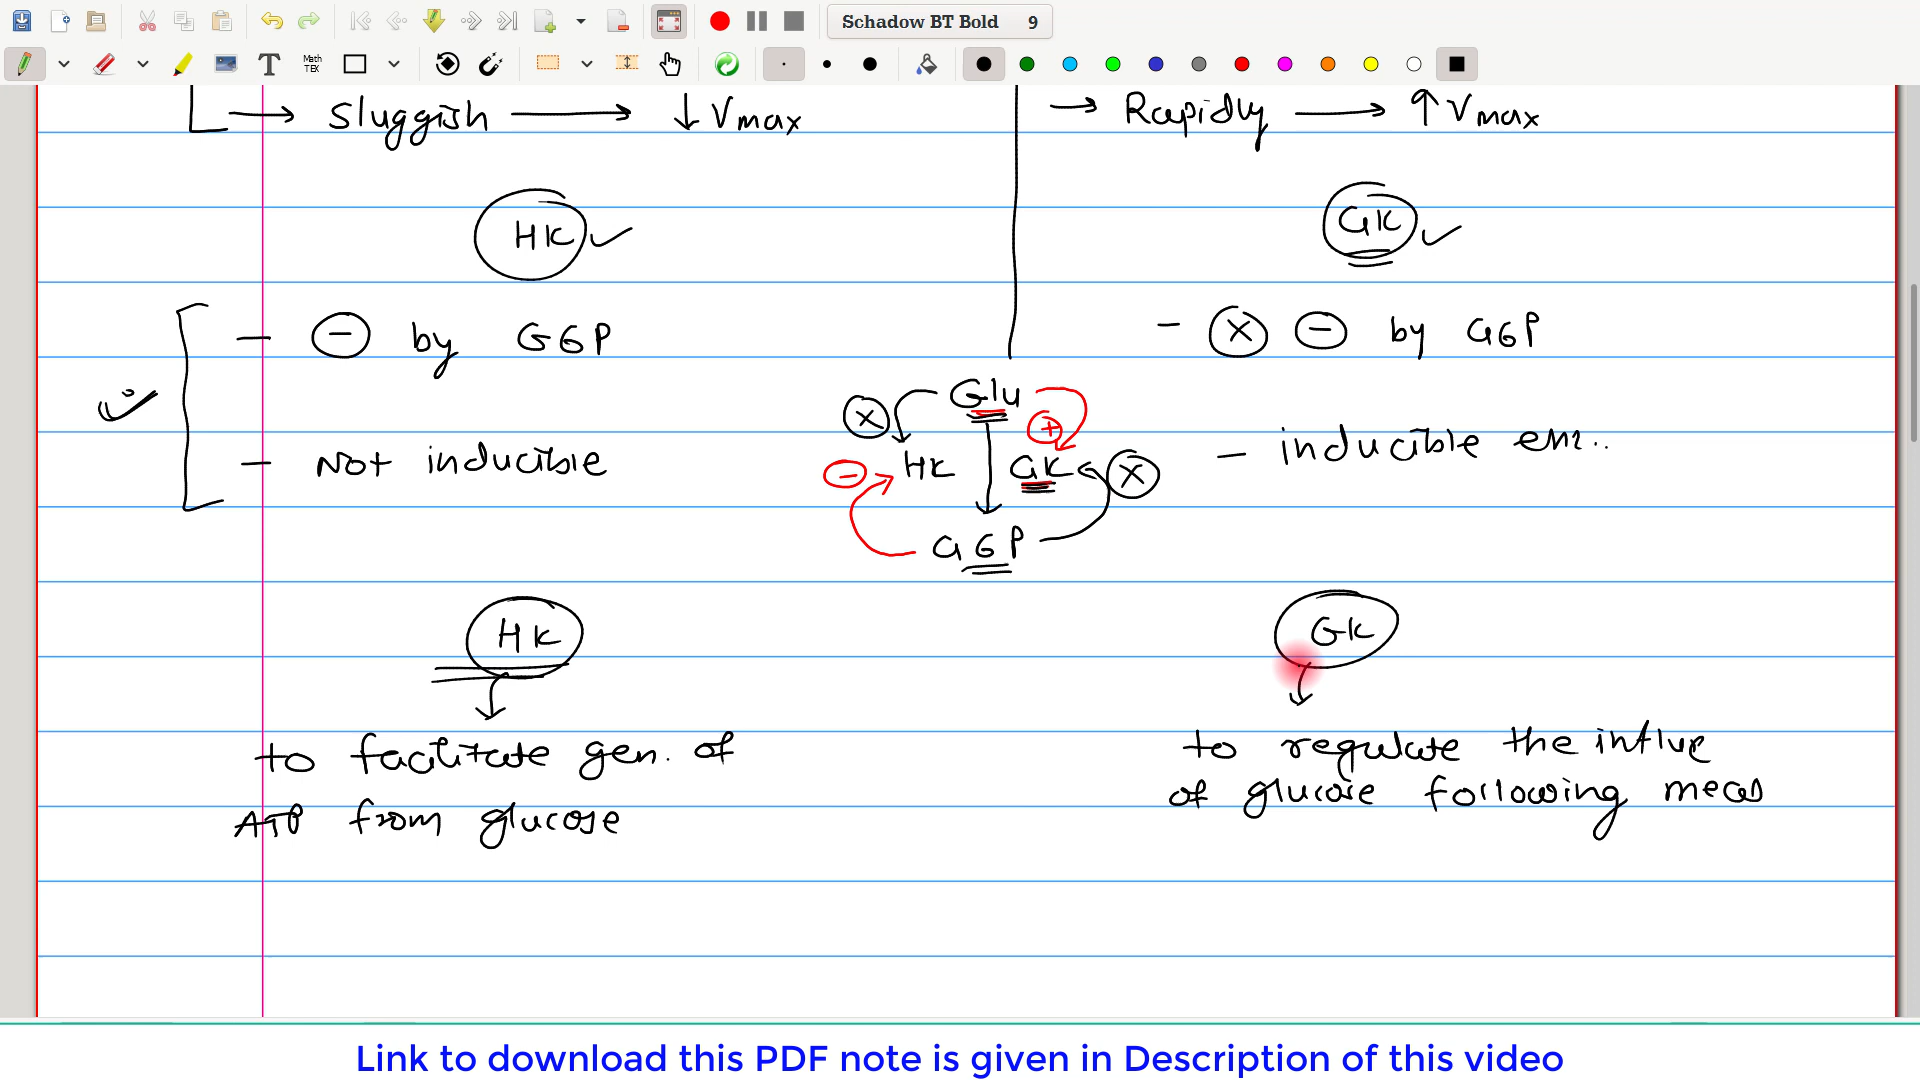 Schadow BT Bold 9
T Math TEX
→ Sluggish → ↓ Vmax
→ Rapidly → ↑ Vmax
HK ✓
GK ✓
- ⊖ by G6P
- ⓧ ⊖ by G6P
Glu
ⓧ +
- Not inducible
- HK GK ⓧ
- inducible enz..
G6P
HK
GK
to facilitate gen. of
ATP from glucose
to regulate the influx
of glucose following meal
Link to download this PDF note is given in Description of this video